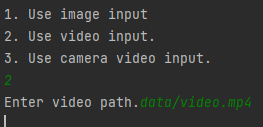 1. Use image input
2. Use video input.
3. Use camera video input.
2
Enter video path.data/video.mp4